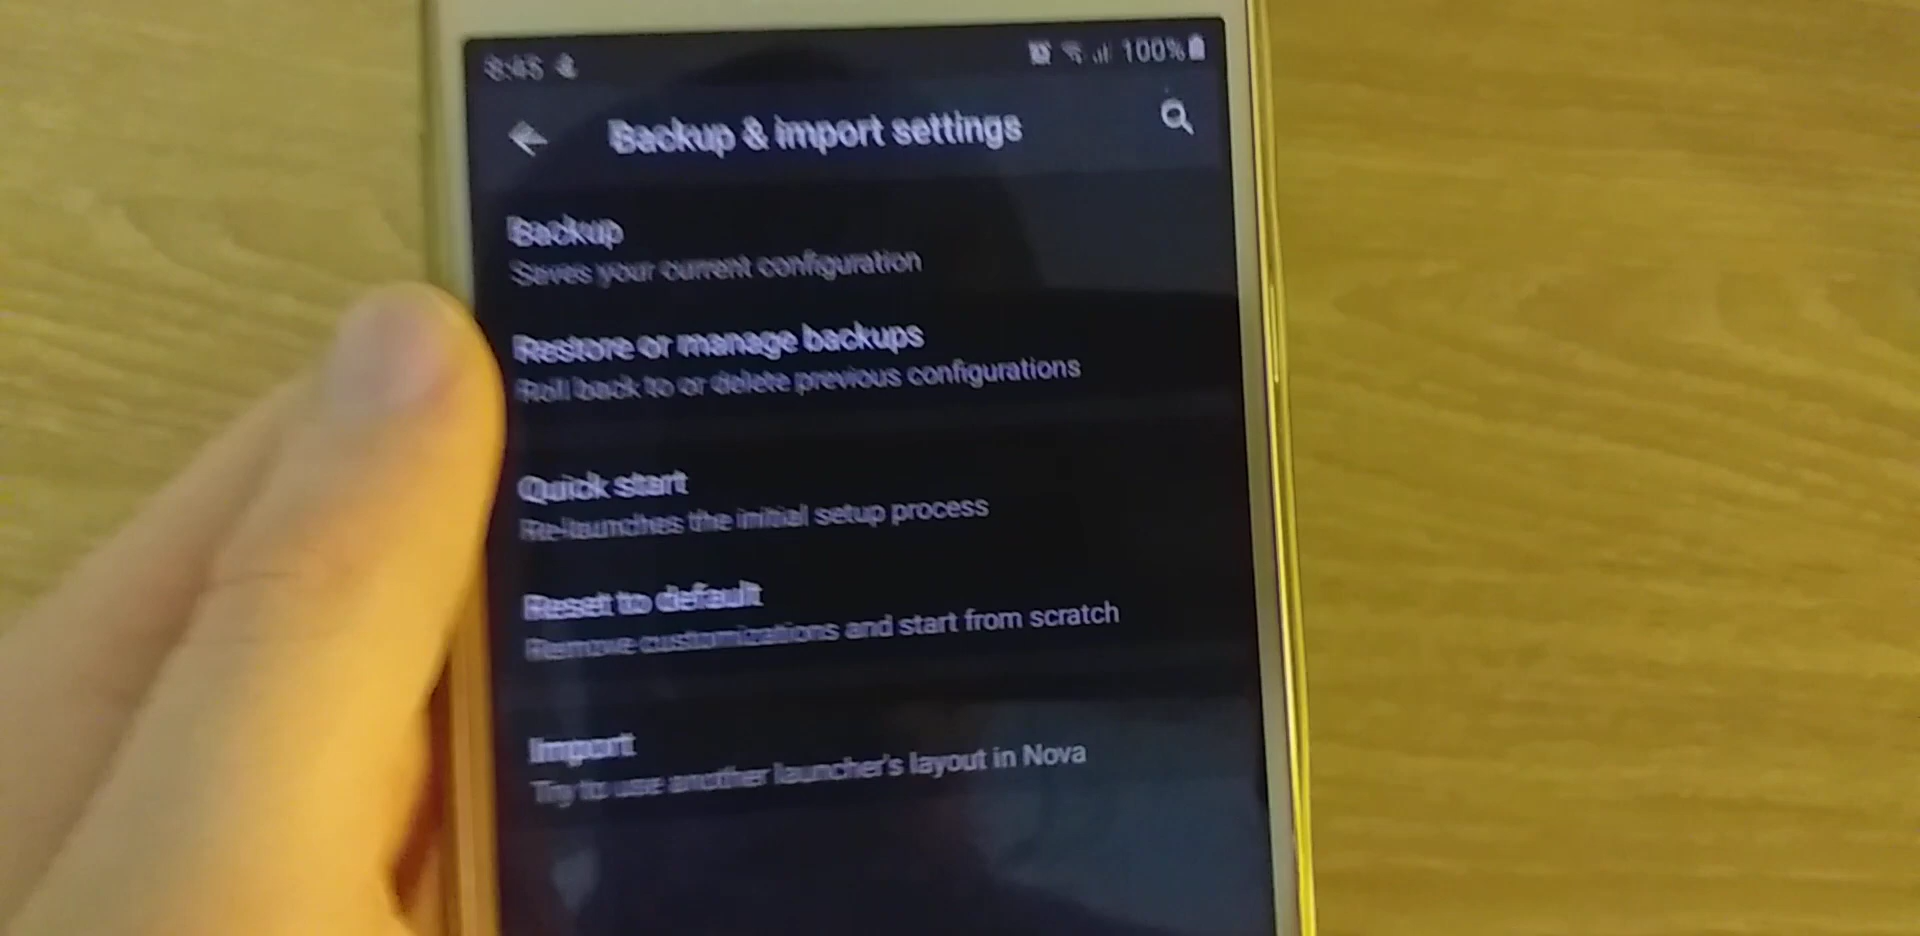 8:45
100%
Backup & import settings
Backup
Saves your current configuration
Restore or manage backups
Roll back to or delete previous configurations
Quick start
Re-launches the initial setup process
Reset to default
Remove customizations and start from scratch
Import
Try to use another launcher's layout in Nova